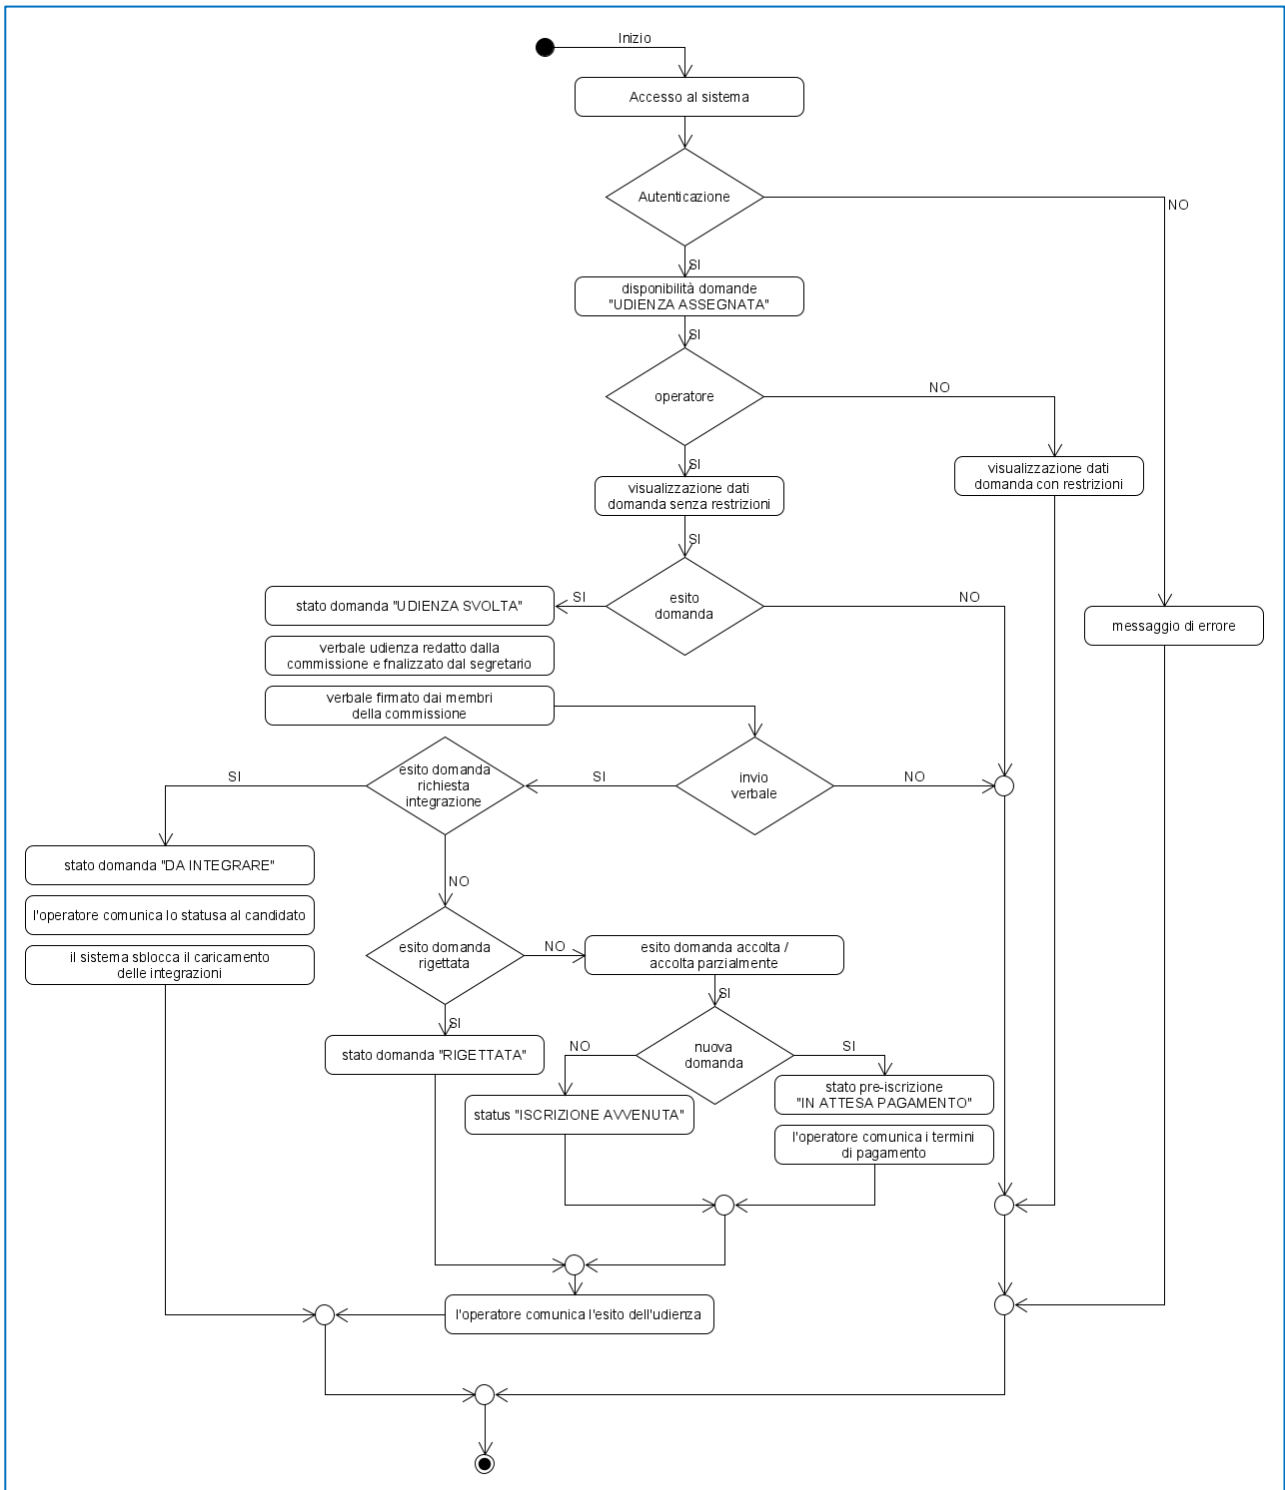 Inizio
Accesso al sistema
Autenticazione
NO
SI
disponibilità domande
"UDIENZA ASSEGNATA"
SI
operatore
NO
SI
visualizzazione dati
domanda con restrizioni
visualizzazione dati
domanda senza restrizioni
SI
esito
domanda
SI
NO
stato domanda "UDIENZA SVOLTA"
messaggio di errore
verbale udienza redatto dalla
commissione e fnalizzato dal segretario
verbale firmato dai membri
della commissione
invio
verbale
SI
NO
esito domanda
richiesta
integrazione
SI
NO
stato domanda "DA INTEGRARE"
l'operatore comunica lo statusa al candidato
il sistema sblocca il caricamento
delle integrazioni
esito domanda
rigettata
NO
SI
esito domanda accolta /
accolta parzialmente
SI
stato domanda "RIGETTATA"
nuova
domanda
NO
SI
status "ISCRIZIONE AVVENUTA"
stato pre-iscrizione
"IN ATTESA PAGAMENTO"
l'operatore comunica i termini
di pagamento
l'operatore comunica l'esito dell'udienza